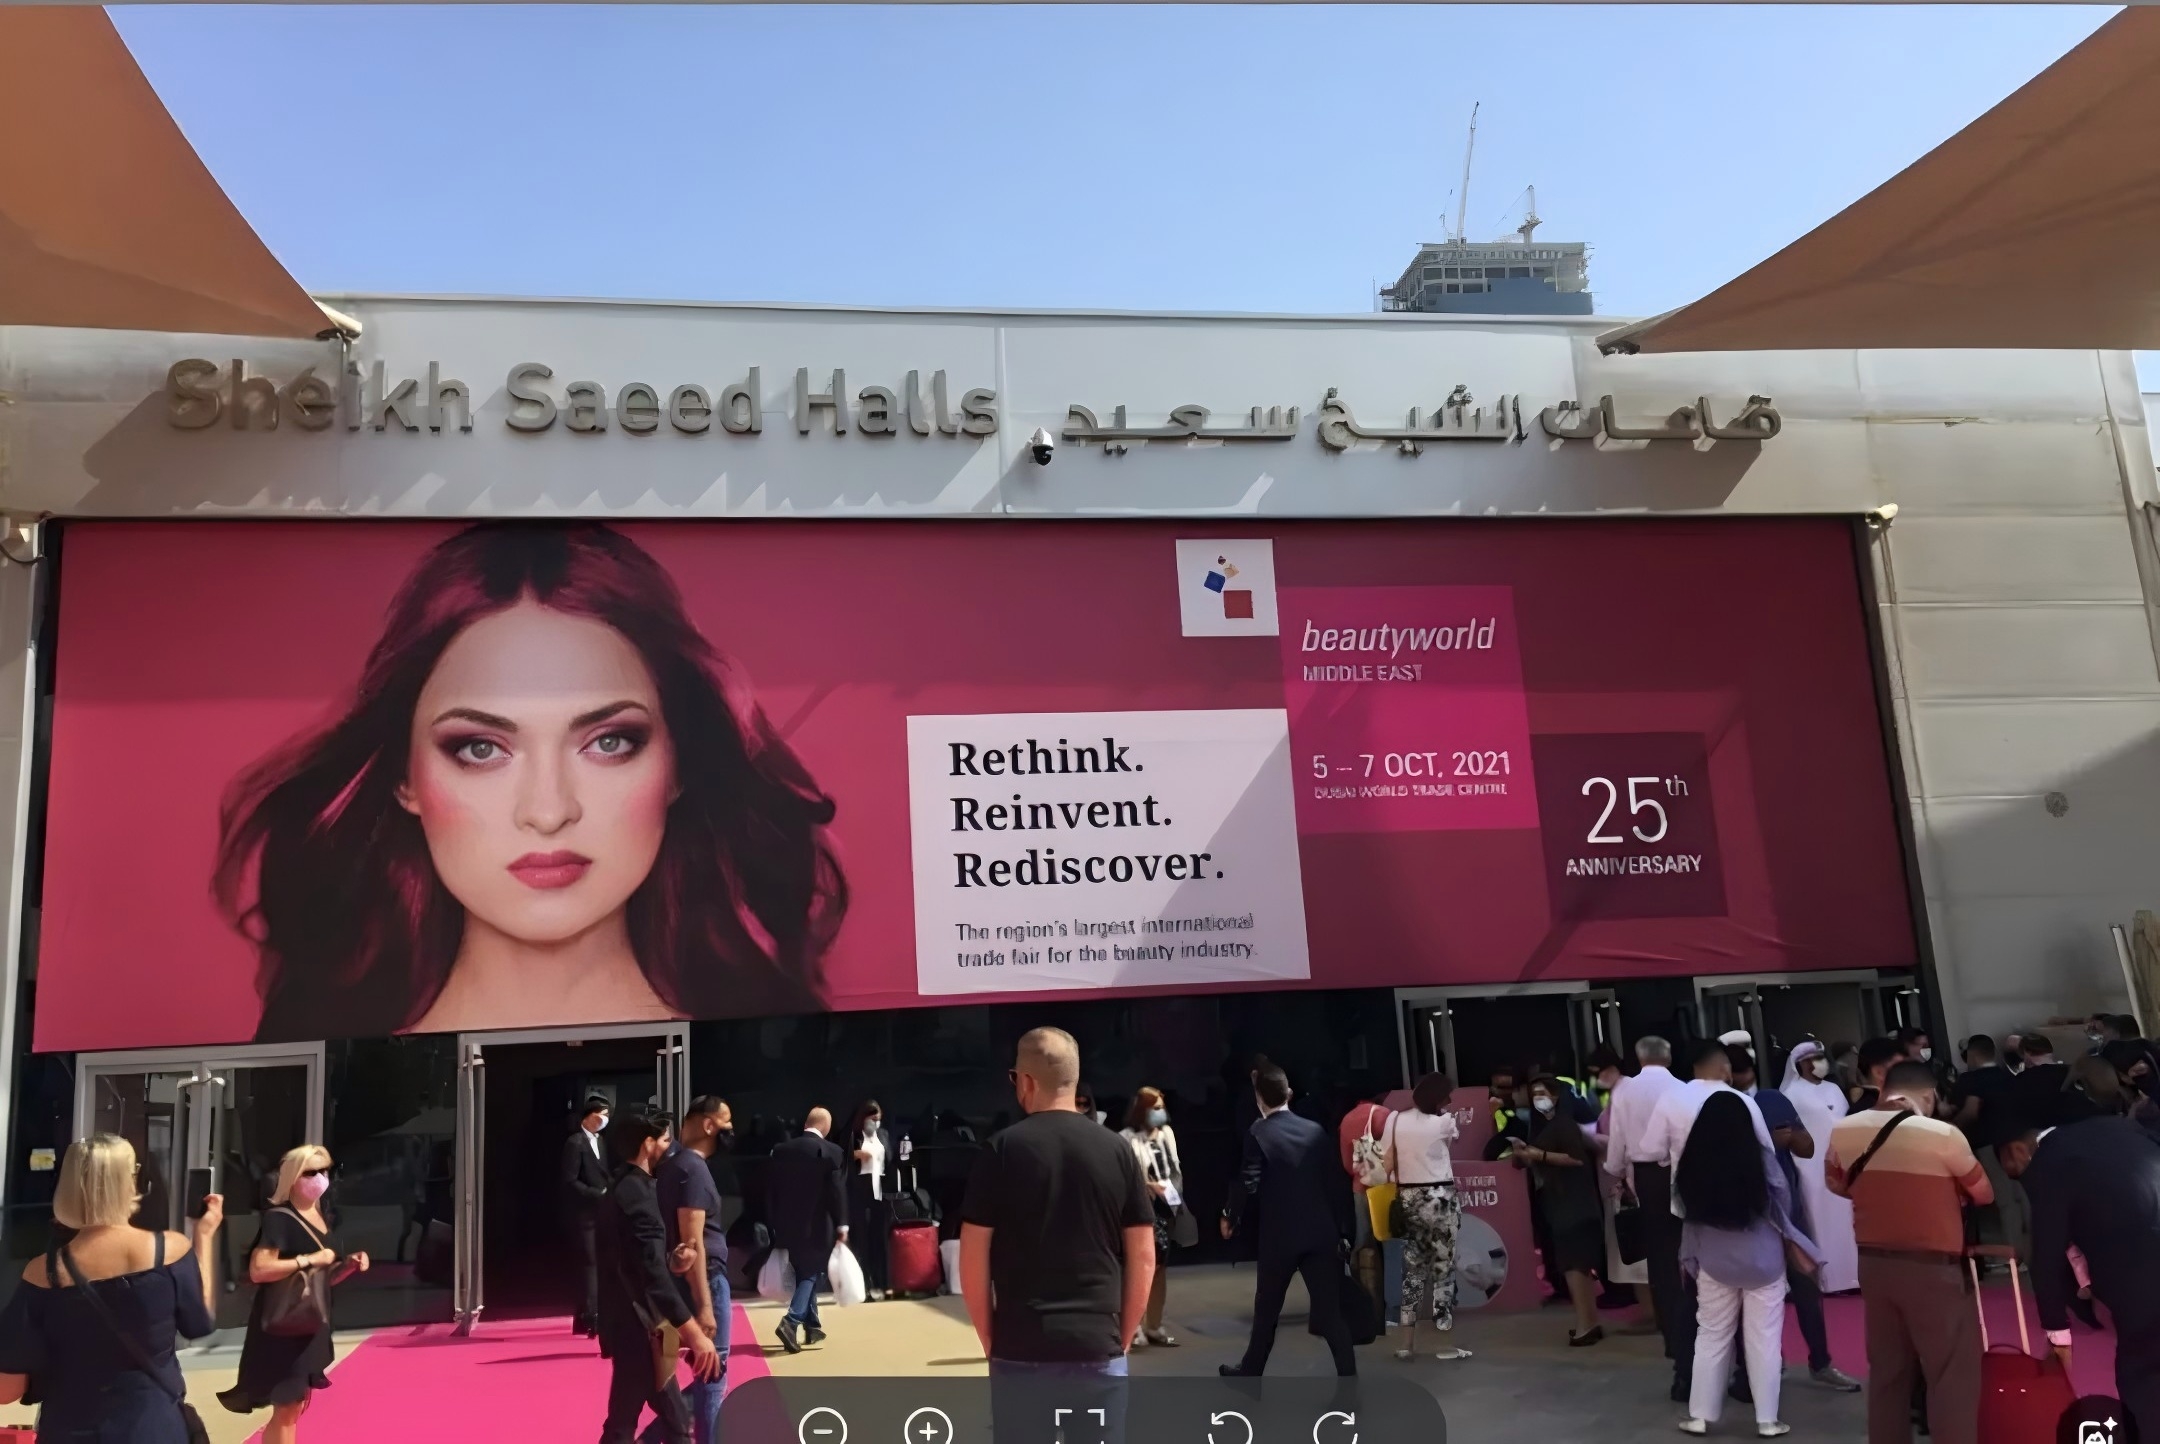 Sheikh Saeed Halls قاعات الشيخ سعيد
beautyworld
MIDDLE EAST
5 – 7 OCT, 2021
DUBAI WORLD TRADE CENTRE
25th
ANNIVERSARY
Rethink.
Reinvent.
Rediscover.
The region's largest international
trade fair for the beauty industry.